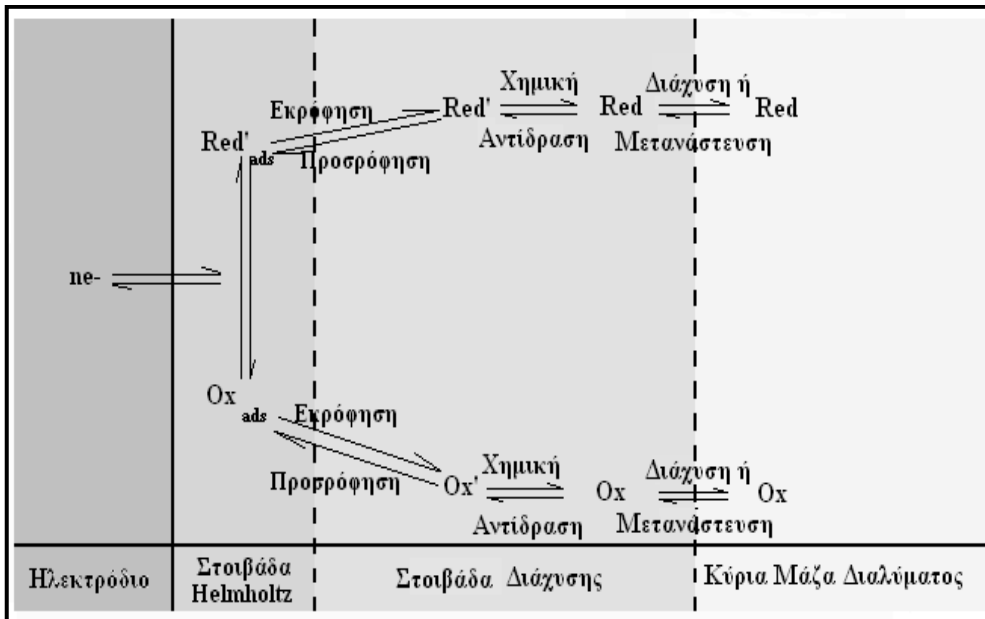 Χημική
Διάχυση ή
Εκρόφηση
Red'
Red
Red
Red'
ads
Προσρόφηση
Αντίδραση
Μετανάστευση
ne-
Ox
ads
Εκρόφηση
Χημική
Διάχυση ή
Προσρόφηση
Ox'
Ox
Ox
Αντίδραση
Μετανάστευση
Ηλεκτρόδιο
Στοιβάδα
Helmholtz
Στοιβάδα Διάχυσης
Κύρια Μάζα Διαλύματος